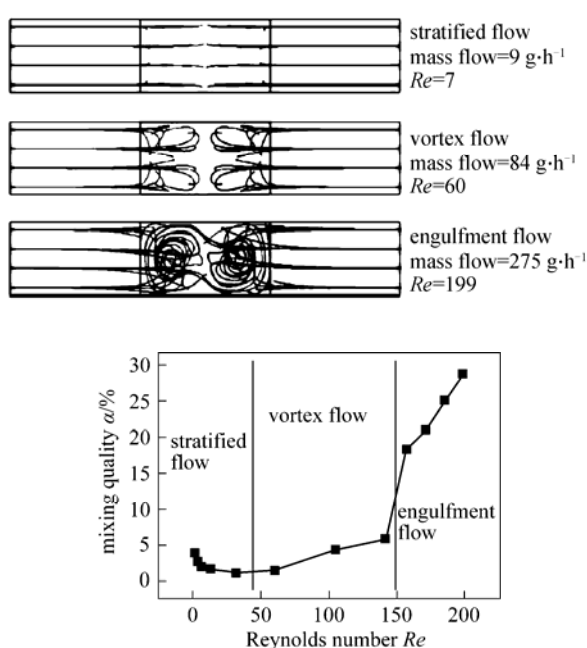 stratified flow
mass flow=9 g·h⁻¹
Re=7
vortex flow
mass flow=84 g·h⁻¹
Re=60
engulfment flow
mass flow=275 g·h⁻¹
Re=199
mixing quality α/%
30
25
20
15
10
5
0
stratified
flow
vortex flow
engulfment
flow
0 50 100 150 200
Reynolds number Re